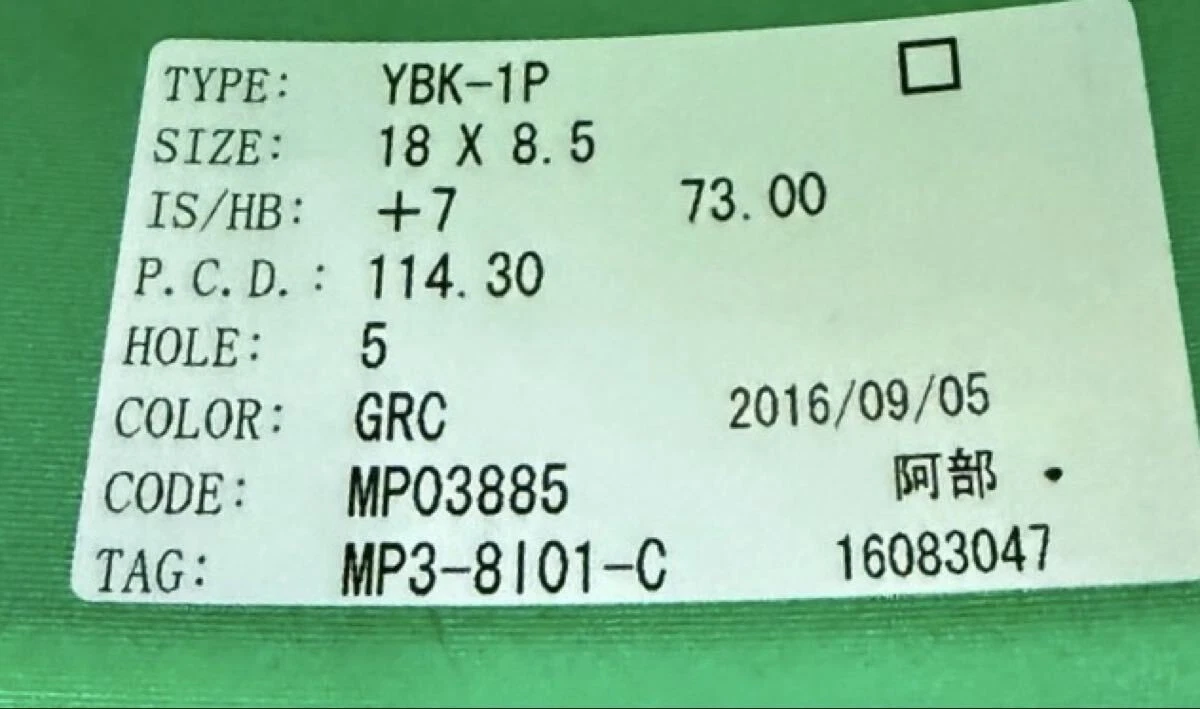 TYPE: YBK-1P
SIZE: 18 X 8.5
IS/HB: +7 73.00
P.C.D.: 114.30
HOLE: 5
COLOR: GRC 2016/09/05
CODE: MP03885 阿部
TAG: MP3-8I01-C 16083047